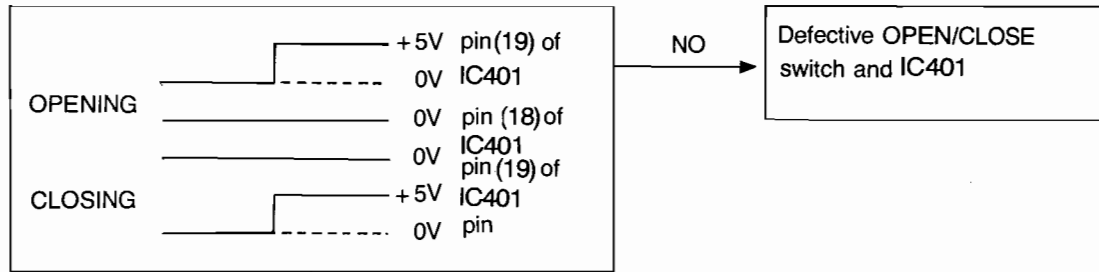 +5V pin(19) of
0V IC401
OPENING
0V pin (18) of
IC401
0V pin(19) of
CLOSING +5V IC401
0V pin
NO
Defective OPEN/CLOSE
switch and IC401